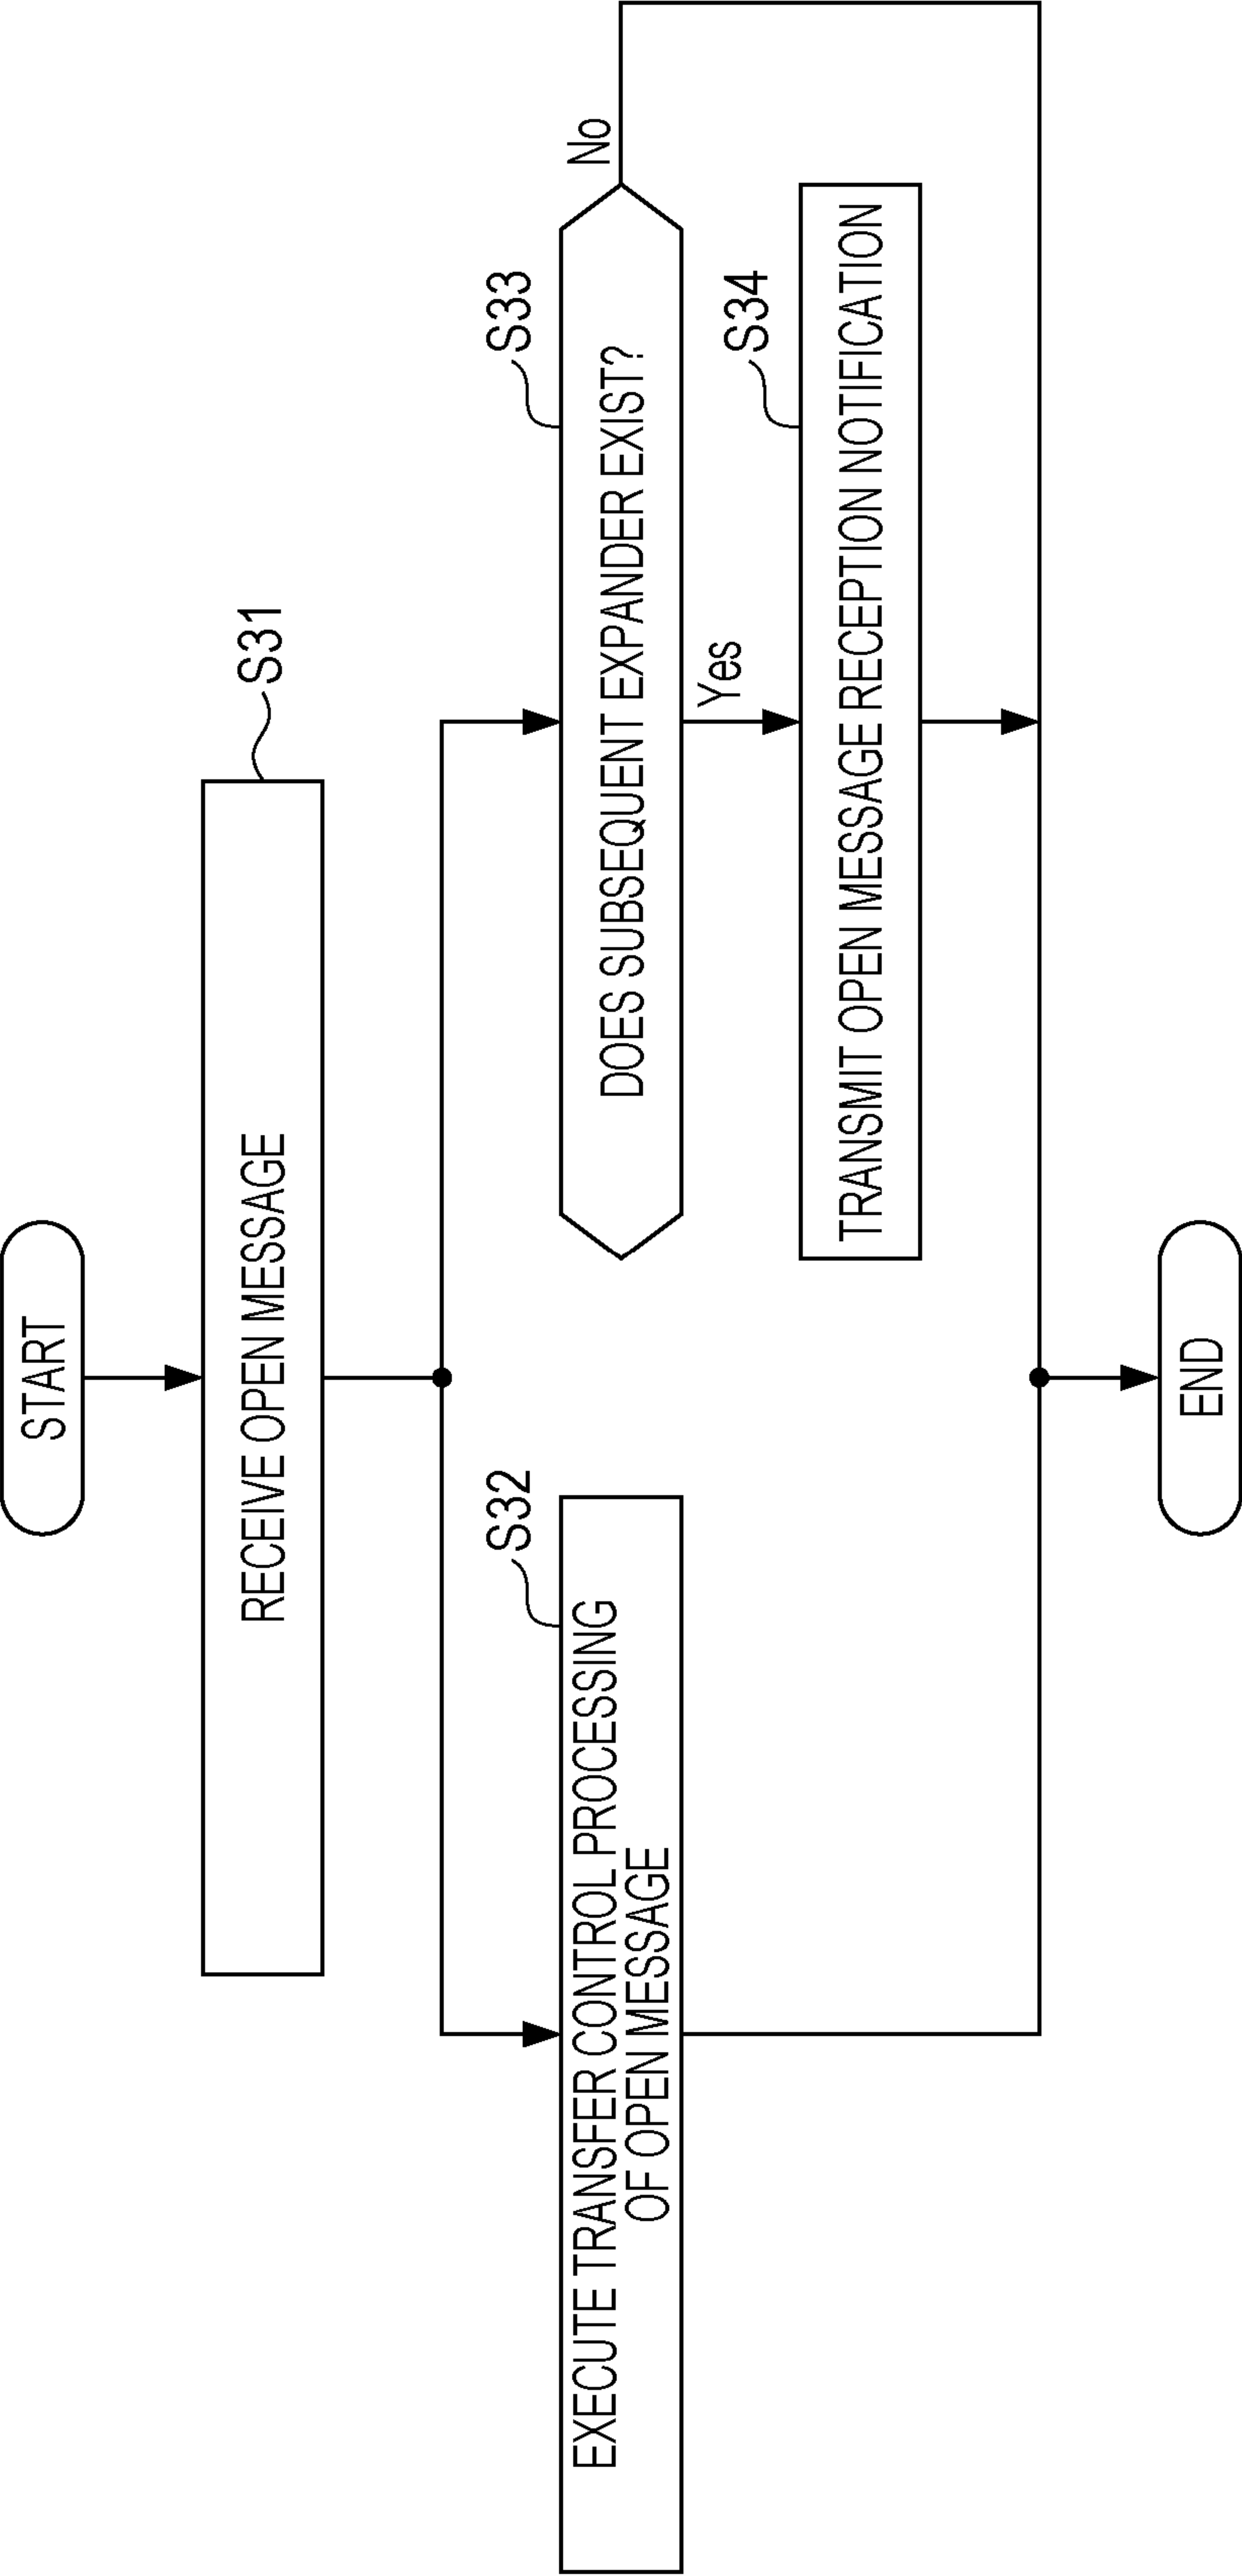 START
S31
RECEIVE OPEN MESSAGE
S32
EXECUTE TRANSFER CONTROL PROCESSING
OF OPEN MESSAGE
S33
DOES SUBSEQUENT EXPANDER EXIST?
No
Yes
S34
TRANSMIT OPEN MESSAGE RECEPTION NOTIFICATION
END